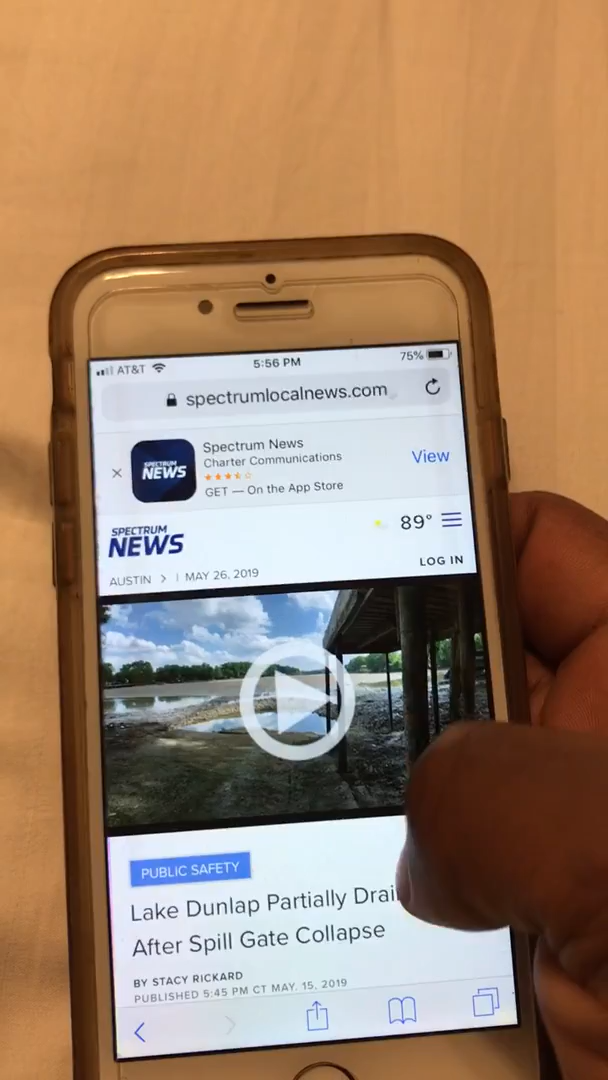 AT&T 5:56 PM 75%
spectrumlocalnews.com
Spectrum News
Charter Communications
GET — On the App Store
View
SPECTRUM
NEWS
SPECTRUM
NEWS
89°
LOG IN
AUSTIN > | MAY 26, 2019
PUBLIC SAFETY
Lake Dunlap Partially
After Spill Gate Collapse
BY STACY RICKARD
PUBLISHED 5:45 PM CT MAY. 15, 2019